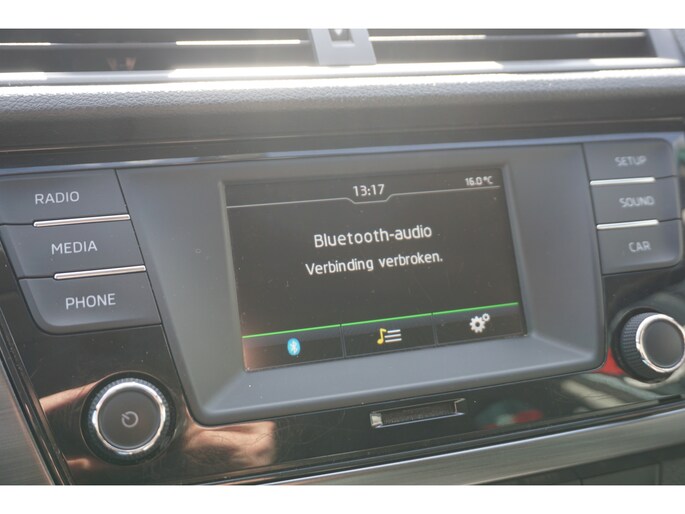 RADIO
MEDIA
PHONE
13:17
16.0°C
Bluetooth-audio
Verbinding verbroken.
SETUP
SOUND
CAR